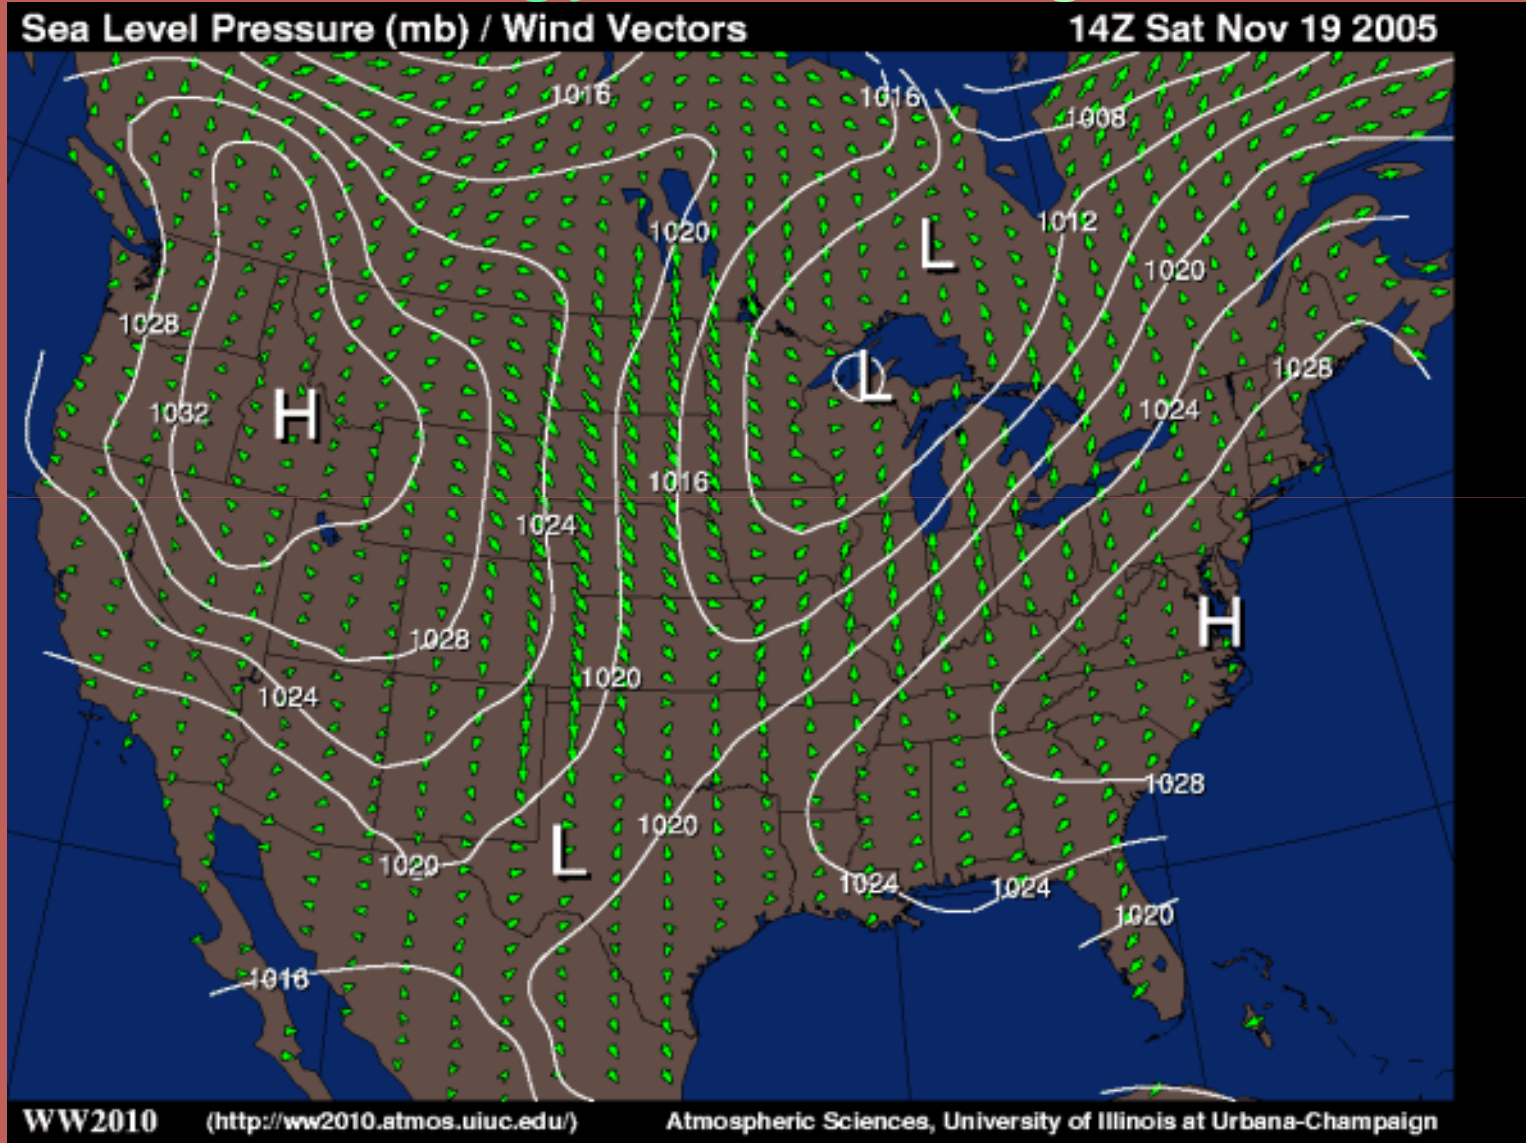 Sea Level Pressure (mb) / Wind Vectors 14Z Sat Nov 19 2005
1016 1016
1008
1012
1020
1020
L
1028
L
1028
1032 H 1024
1016
1024
H
1028
1020
1024
1028
1020
L
1020
1024 1024
1020
1016
WW2010 (http://ww2010.atmos.uiuc.edu/) Atmospheric Sciences, University of Illinois at Urbana-Champaign